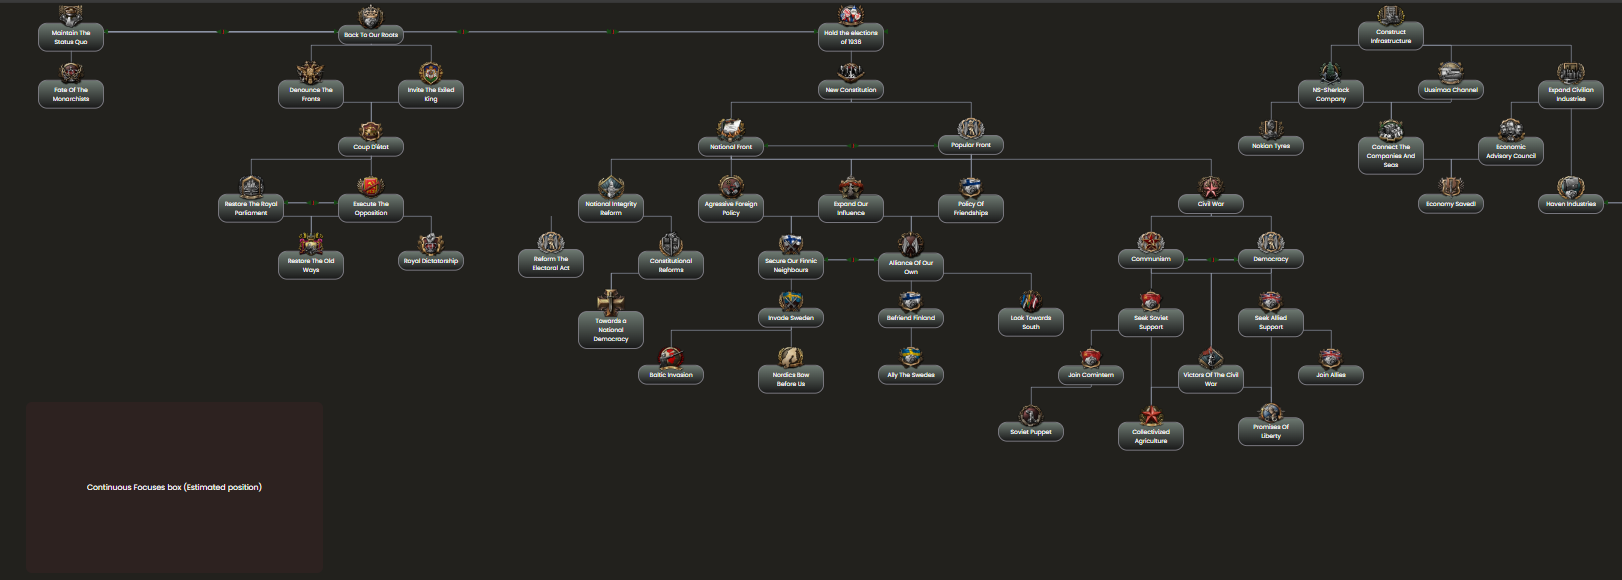 Maintain The
Status Quo
Back To Our Roots
Hold the elections
of 1936
Construct
Infrastructure
Fate Of The
Monarchists
Denounce The
Fronts
Invite The Exiled
King
New Constitution
NS-Sherlock
Company
Uusimaa Channel
Expand Civilian
Industries
Coup D'état
National Front
Popular Front
Nokian Tyres
Connect The
Companies And
Seas
Economic
Advisory Council
Restore The Royal
Parliament
Execute The
Opposition
National Integrity
Reform
Agressive Foreign
Policy
Expand Our
Influence
Policy Of
Friendships
Civil War
Economy Saved!
Haven Industries
Restore The Old
Ways
Royal Dictatorship
Reform The
Electoral Act
Constitutional
Reforms
Secure Our Finnic
Neighbours
Alliance Of Our
Own
Communism
Democracy
Towards a
National
Democracy
Invade Sweden
Befriend Finland
Look Towards
South
Seek Soviet
Support
Seek Allied
Support
Baltic Invasion
Nordics Bow
Before Us
Ally The Swedes
Join Comintern
Victors Of The Civil
War
Join Allies
Soviet Puppet
Collectivized
Agriculture
Promises Of
Liberty
Continuous Focuses box (Estimated position)